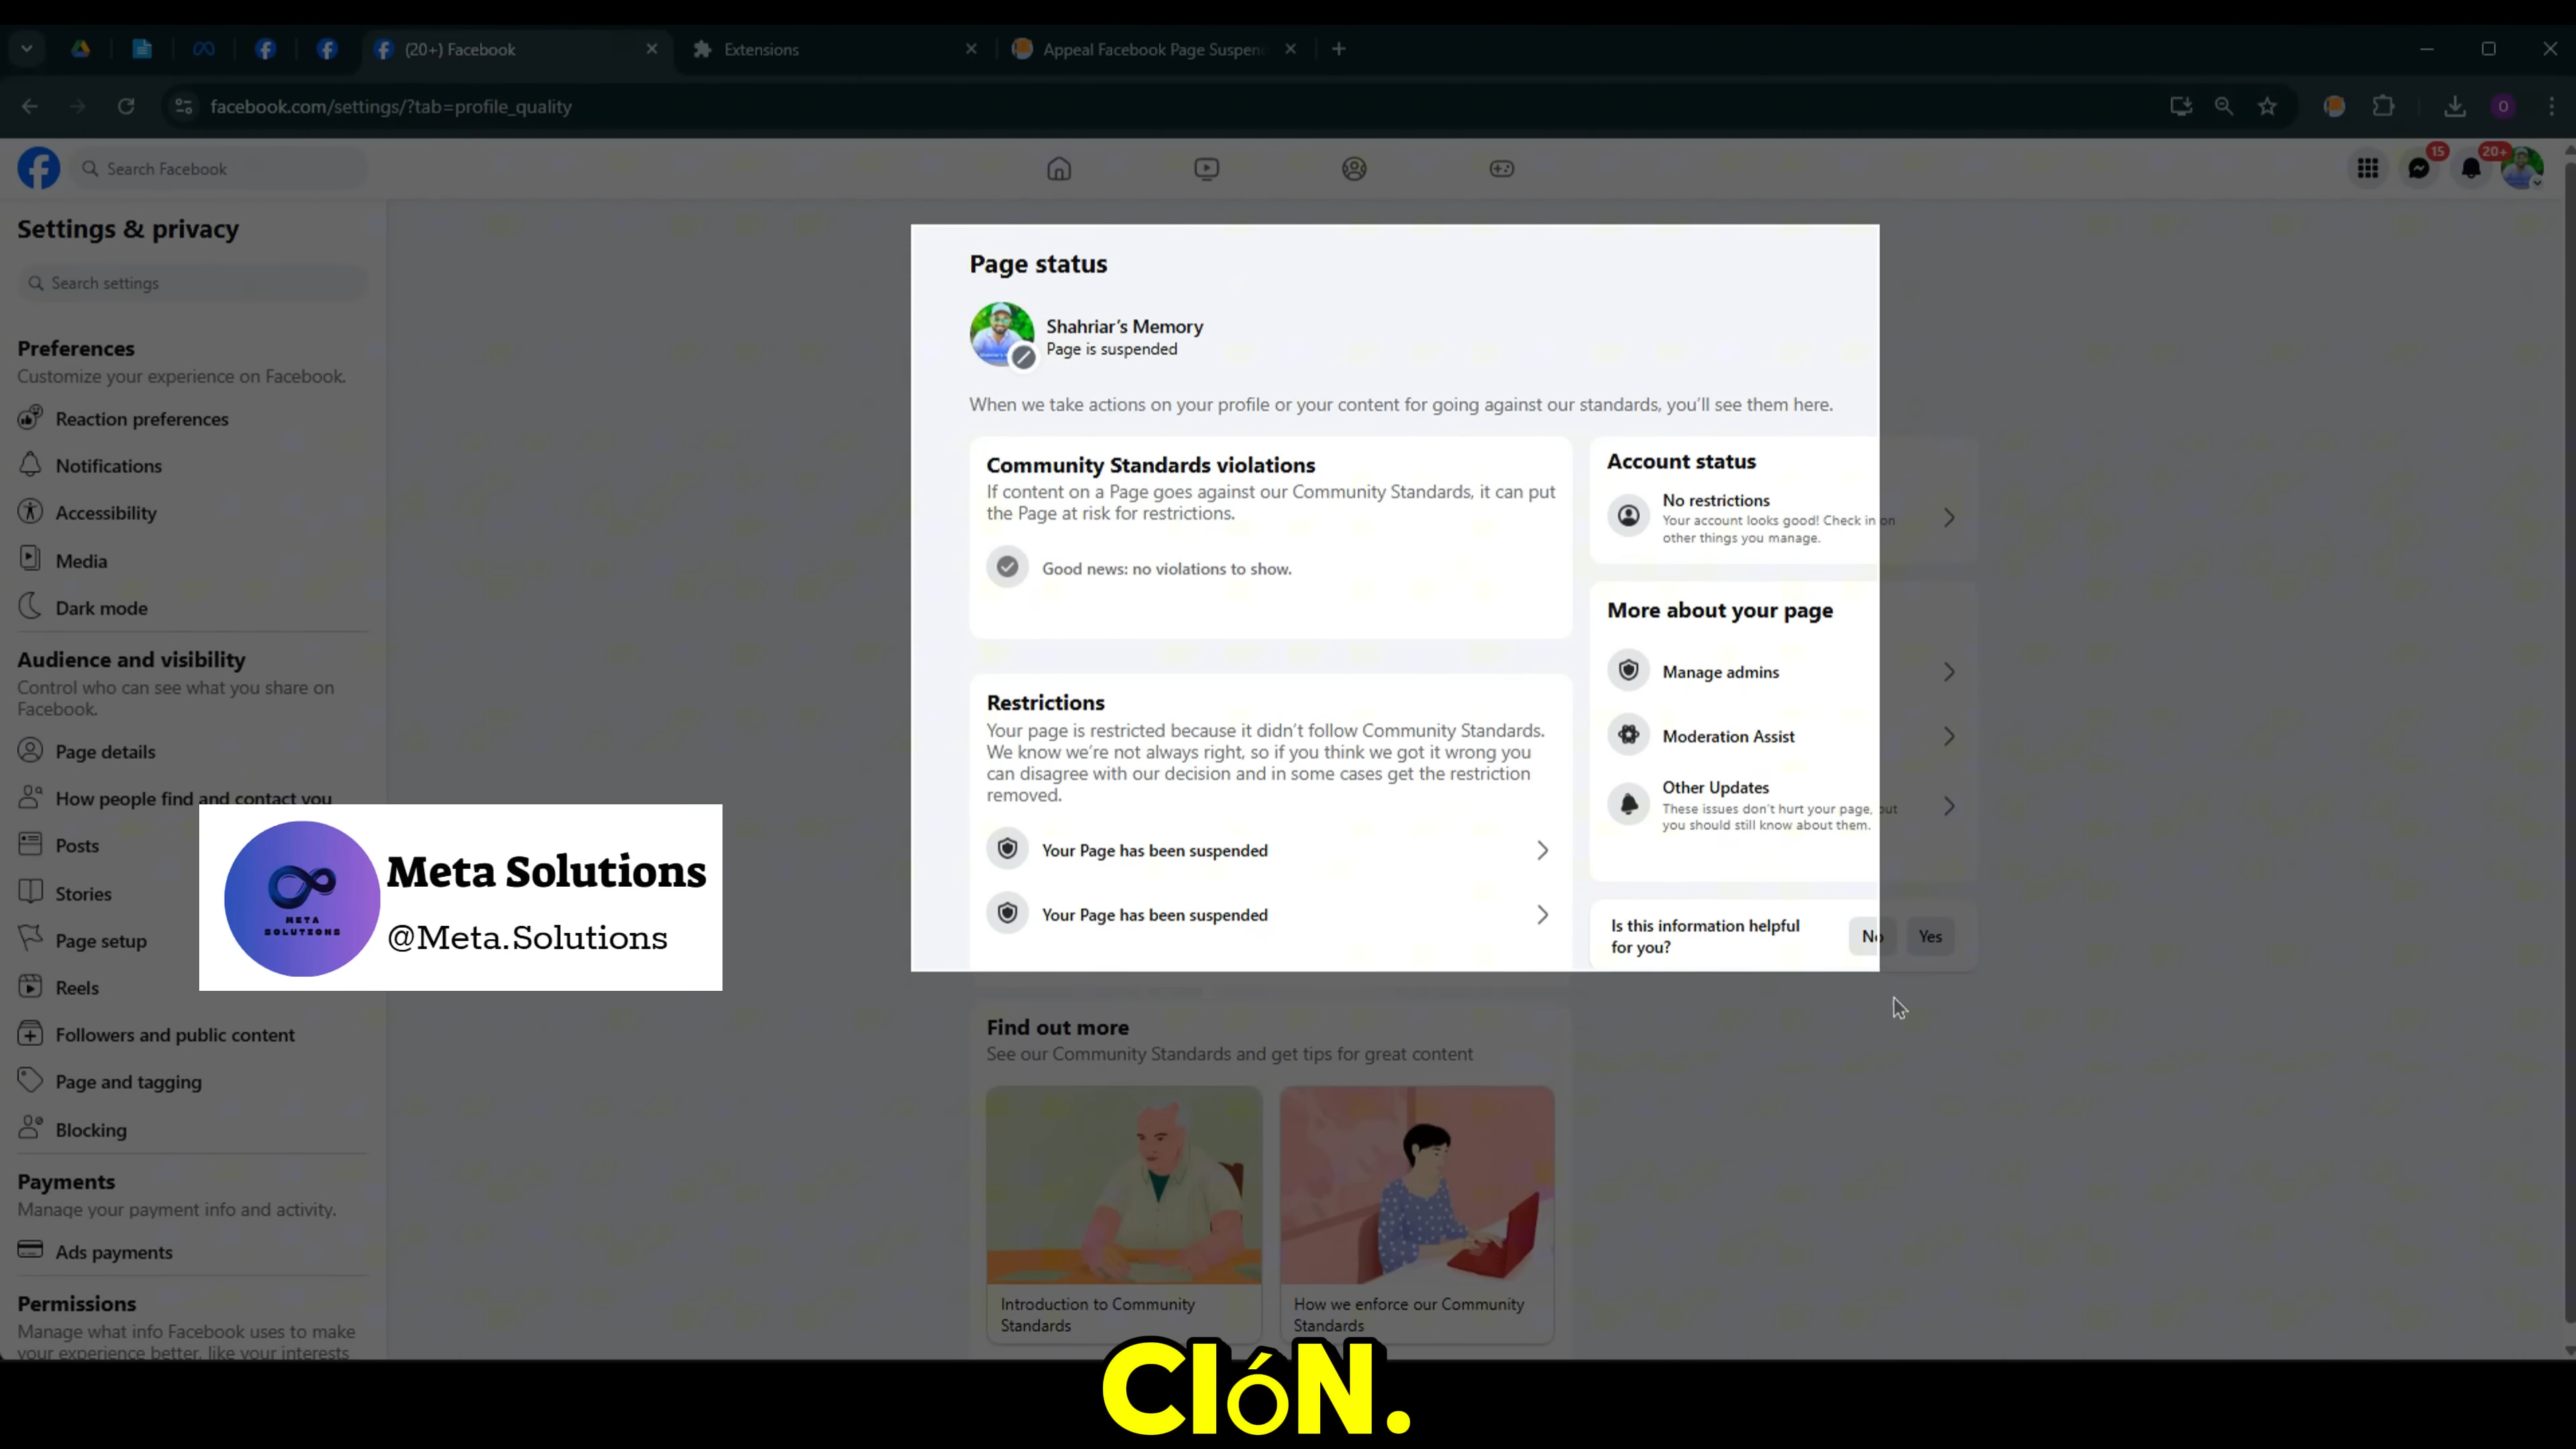 (20+) Facebook
Extensions
Appeal Facebook Page Suspen
facebook.com/settings/?tab=profile_quality
O
Search Facebook
15
20+
Settings & privacy
Search settings
Preferences
Customize your experience on Facebook.
Reaction preferences
Notifications
Accessibility
Media
Dark mode
Audience and visibility
Control who can see what you share on
Facebook.
Page details
How people find and contact you
Posts
Stories
Page setup
Reels
Followers and public content
Page and tagging
Blocking
Payments
Manage your payment info and activity.
Ads payments
Permissions
Manage what info Facebook uses to make
your experience better, like your interests
META
SOLUTIONS
Meta Solutions
@Meta.Solutions
Page status
Shahriar's Memory
Page is suspended
When we take actions on your profile or your content for going against our standards, you'll see them here.
Community Standards violations
If content on a Page goes against our Community Standards, it can put
the Page at risk for restrictions.
Good news: no violations to show.
Restrictions
Your page is restricted because it didn't follow Community Standards.
We know we're not always right, so if you think we got it wrong you
can disagree with our decision and in some cases get the restriction
removed.
Your Page has been suspended
Your Page has been suspended
Account status
No restrictions
Your account looks good! Check in on
other things you manage.
More about your page
Manage admins
Moderation Assist
Other Updates
These issues don't hurt your page, but
you should still know about them.
Is this information helpful
for you?
No
Yes
Find out more
See our Community Standards and get tips for great content
Introduction to Community
Standards
How we enforce our Community
Standards
CIóN.